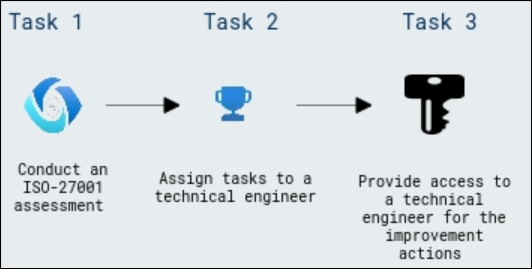 Task 1
Task 2
Task 3
Conduct an
ISO-27001
assessment
Assign tasks to a
technical engineer
Provide access to
a technical
engineer for the
improvement
actions